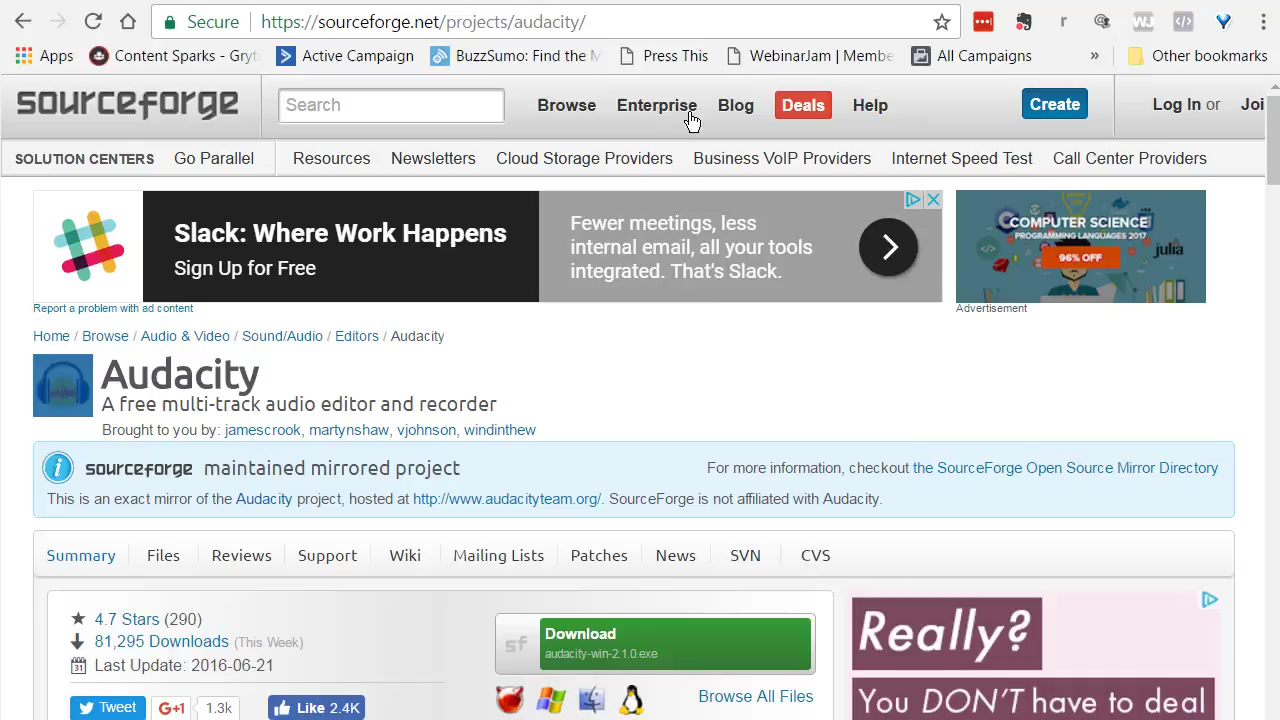 Secure https://sourceforge.net/projects/audacity/
Apps Content Sparks - Gryt Active Campaign BuzzSumo: Find the M Press This WebinarJam | Membe All Campaigns » Other bookmarks
sourceforge Search Browse Enterprise Blog Deals Help Create Log In or Joi
SOLUTION CENTERS Go Parallel Resources Newsletters Cloud Storage Providers Business VoIP Providers Internet Speed Test Call Center Providers
Slack: Where Work Happens
Sign Up for Free
Fewer meetings, less
internal email, all your tools
integrated. That's Slack.
COMPUTER SCIENCE
PROGRAMMING LANGUAGES 2017
96% OFF
julia
Report a problem with ad content
Advertisement
Home / Browse / Audio & Video / Sound/Audio / Editors / Audacity
Audacity
A free multi-track audio editor and recorder
Brought to you by: jamescrook, martynshaw, vjohnson, windinthew
sourceforge maintained mirrored project
For more information, checkout the SourceForge Open Source Mirror Directory
This is an exact mirror of the Audacity project, hosted at http://www.audacityteam.org/. SourceForge is not affiliated with Audacity.
Summary Files Reviews Support Wiki Mailing Lists Patches News SVN CVS
4.7 Stars (290)
81,295 Downloads (This Week)
Last Update: 2016-06-21
Tweet G+1 1.3k Like 2.4K
sf Download
audacity-win-2.1.0.exe
Browse All Files
Really?
You DON'T have to deal